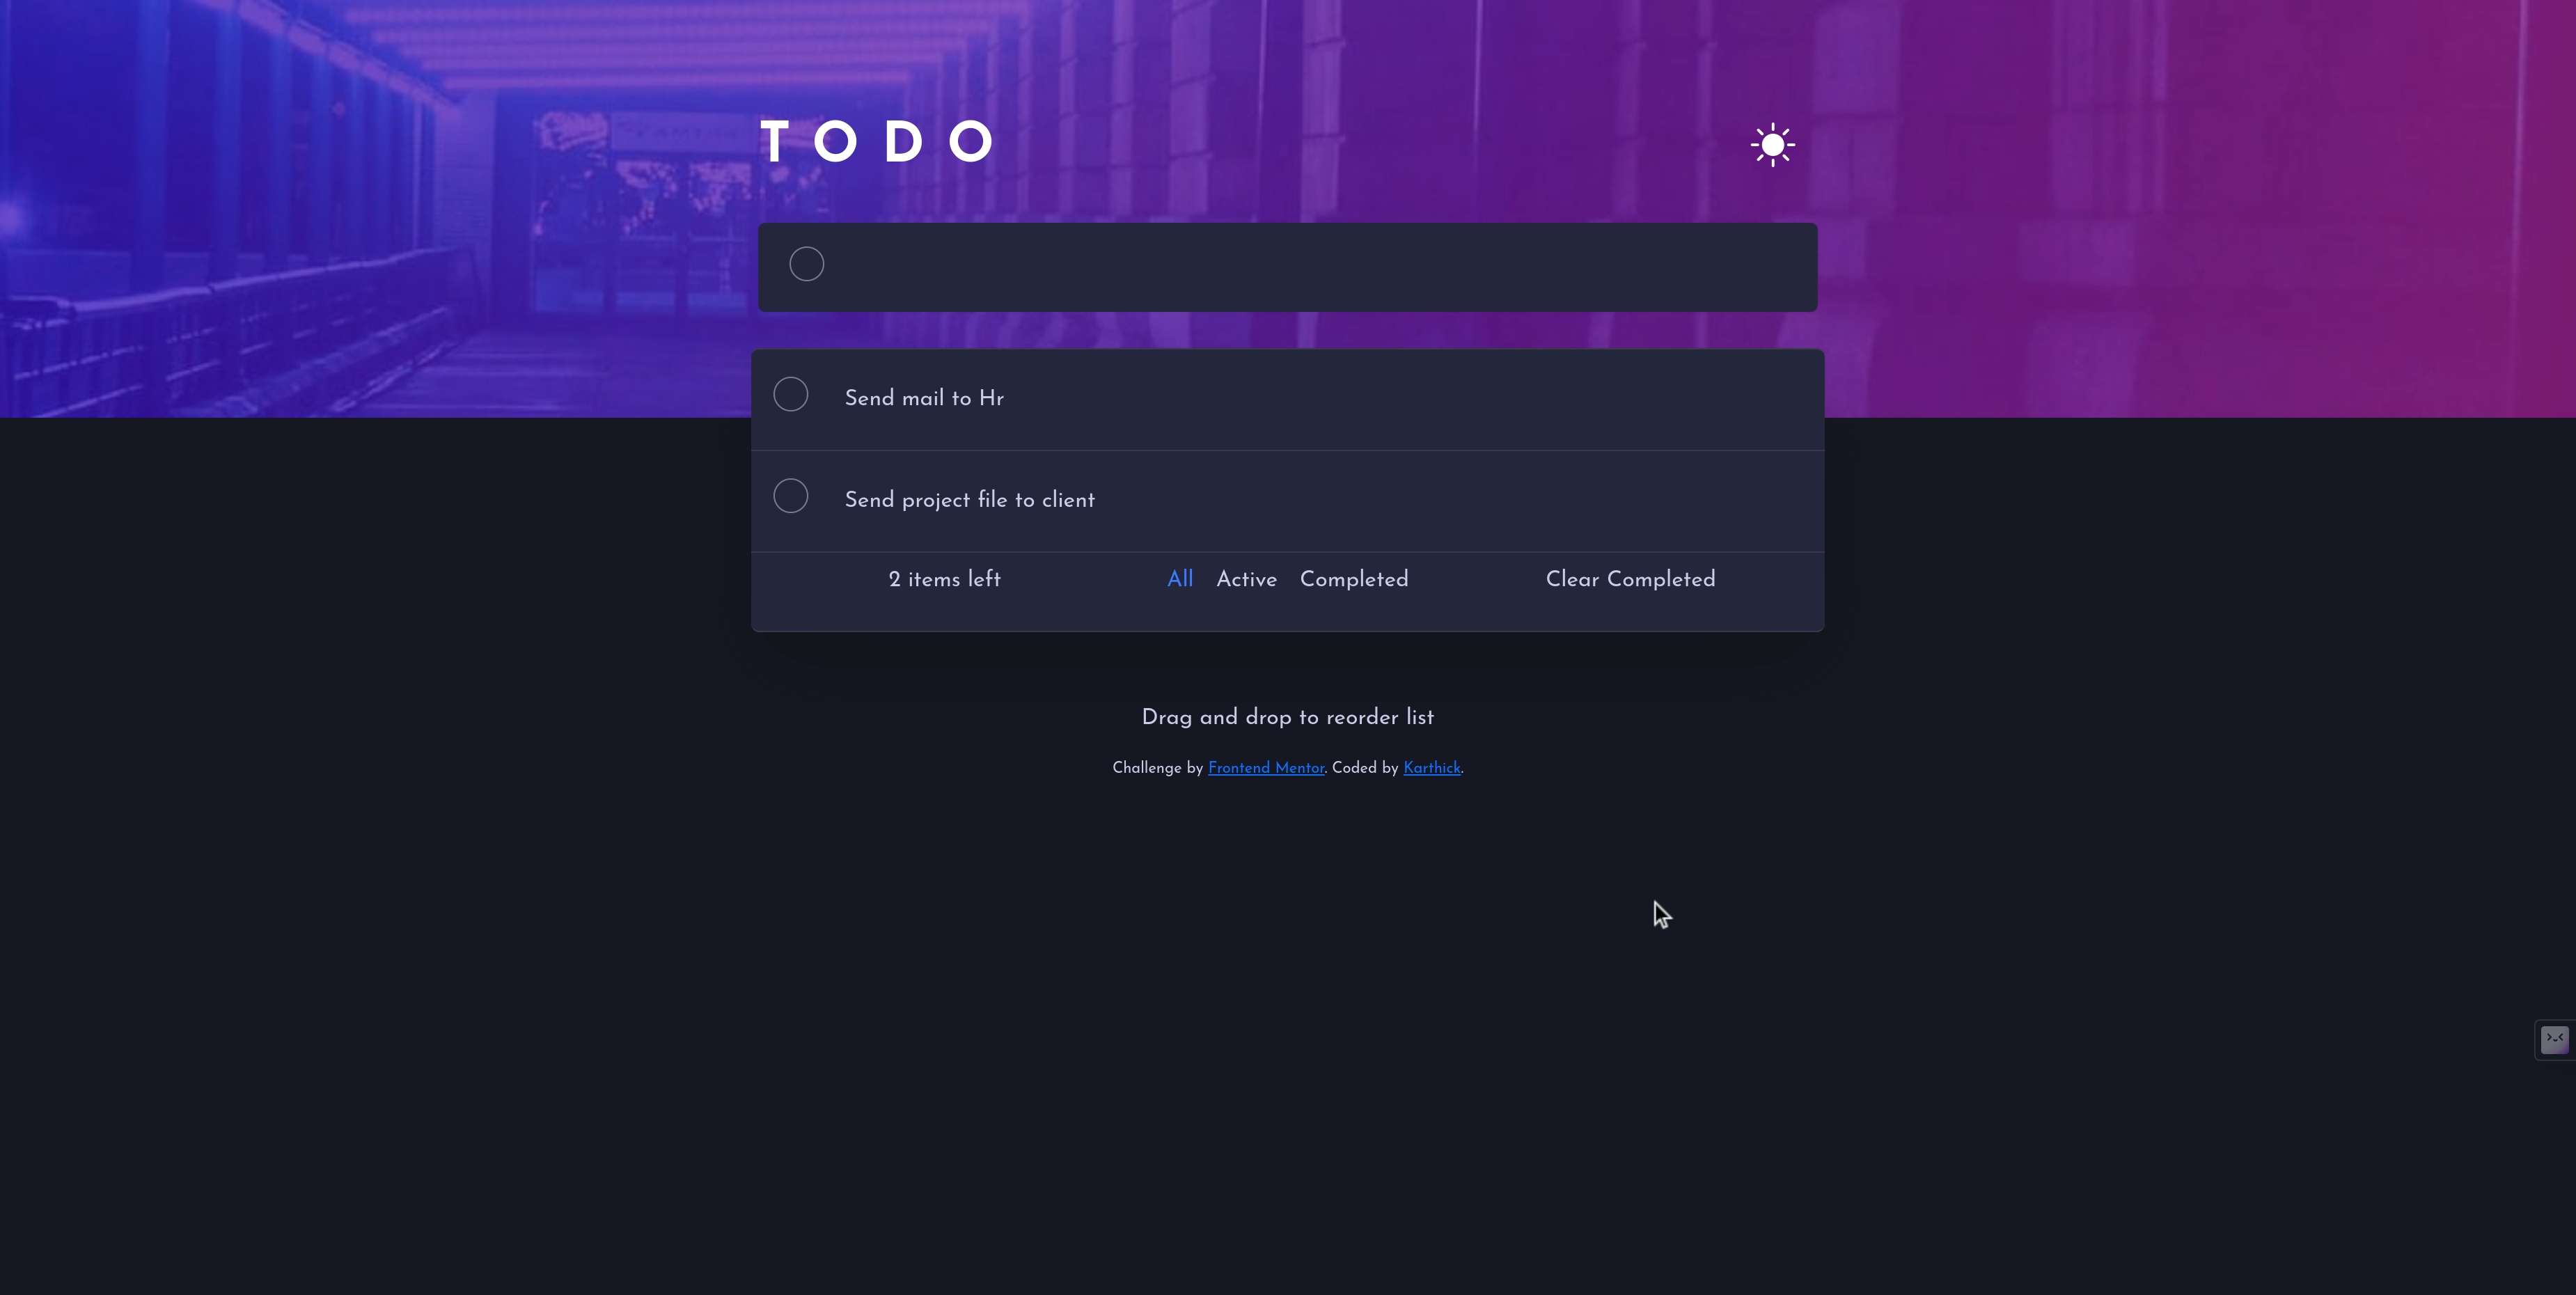 TODO
Send mail to Hr
Send project file to client
2 items left All Active Completed Clear Completed
Drag and drop to reorder list
Challenge by Frontend Mentor. Coded by Karthick.